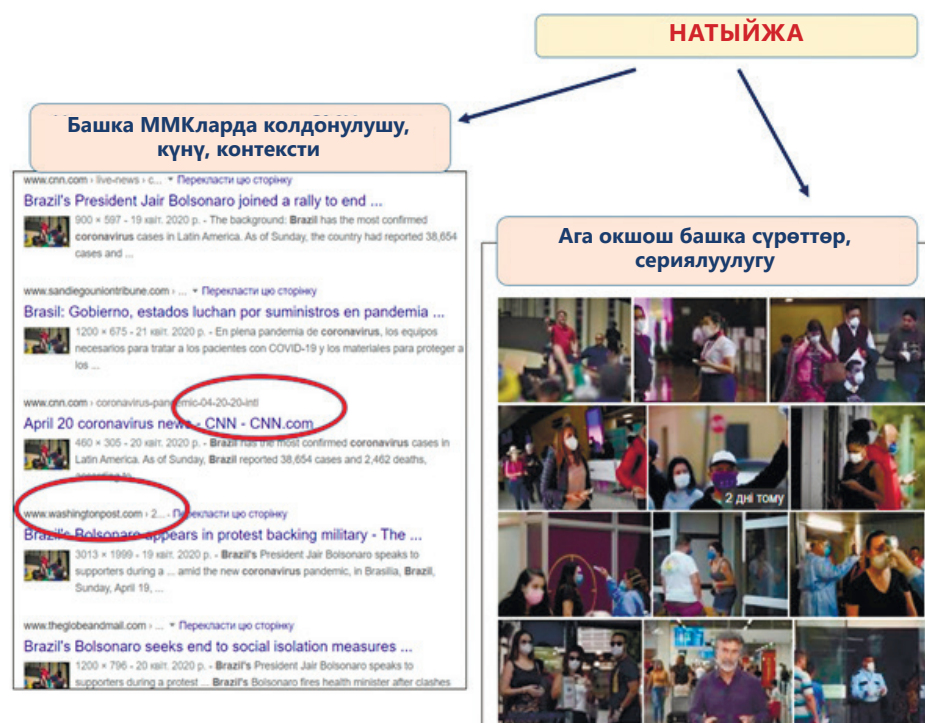 НАТЫЙЖА
Башка ММКларда колдонулушу,
күнү, контексти
www.cnn.com › live-news › c... ▾ Перекласти цю сторінку
Brazil's President Jair Bolsonaro joined a rally to end ...
900 × 597 - 19 квіт. 2020 р. - The background: Brazil has the most confirmed
coronavirus cases in Latin America. As of Sunday, the country had reported 38,654
cases and ...
www.sandiegouniontribune.com › ... ▾ Перекласти цю сторінку
Brasil: Gobierno, estados luchan por suministros en pandemia ...
1200 × 675 - 21 квіт. 2020 р. - En plena pandemia de coronavirus, los equipos
necesarios para tratar a los pacientes con COVID-19 y los materiales para proteger a
los ...
www.cnn.com › coronavirus-pandemic-04-20-20-intl
April 20 coronavirus news - CNN - CNN.com
460 × 305 - 20 квіт. 2020 р. - Brazil has the most confirmed coronavirus cases in
Latin America. As of Sunday, Brazil reported 38,654 cases and 2,462 deaths,
www.washingtonpost.com › 2... - Перекласти цю сторінку
Brazil's Bolsonaro appears in protest backing military - The ...
3013 × 1999 - 19 квіт. 2020 р. - Brazil's President Jair Bolsonaro speaks to
supporters during a ... amid the new coronavirus pandemic, in Brasilia, Brazil,
Sunday, April 19, ...
www.theglobeandmail.com › ... ▾ Перекласти цю сторінку
Brazil's Bolsonaro seeks end to social isolation measures ...
1200 × 796 - 20 квіт. 2020 р. - Brazil's President Jair Bolsonaro speaks to
supporters during a protest ... Brazil's Bolsonaro fires health minister after clashes
Ага окшош башка сүрөттөр,
сериялуулугу
2 дні тому